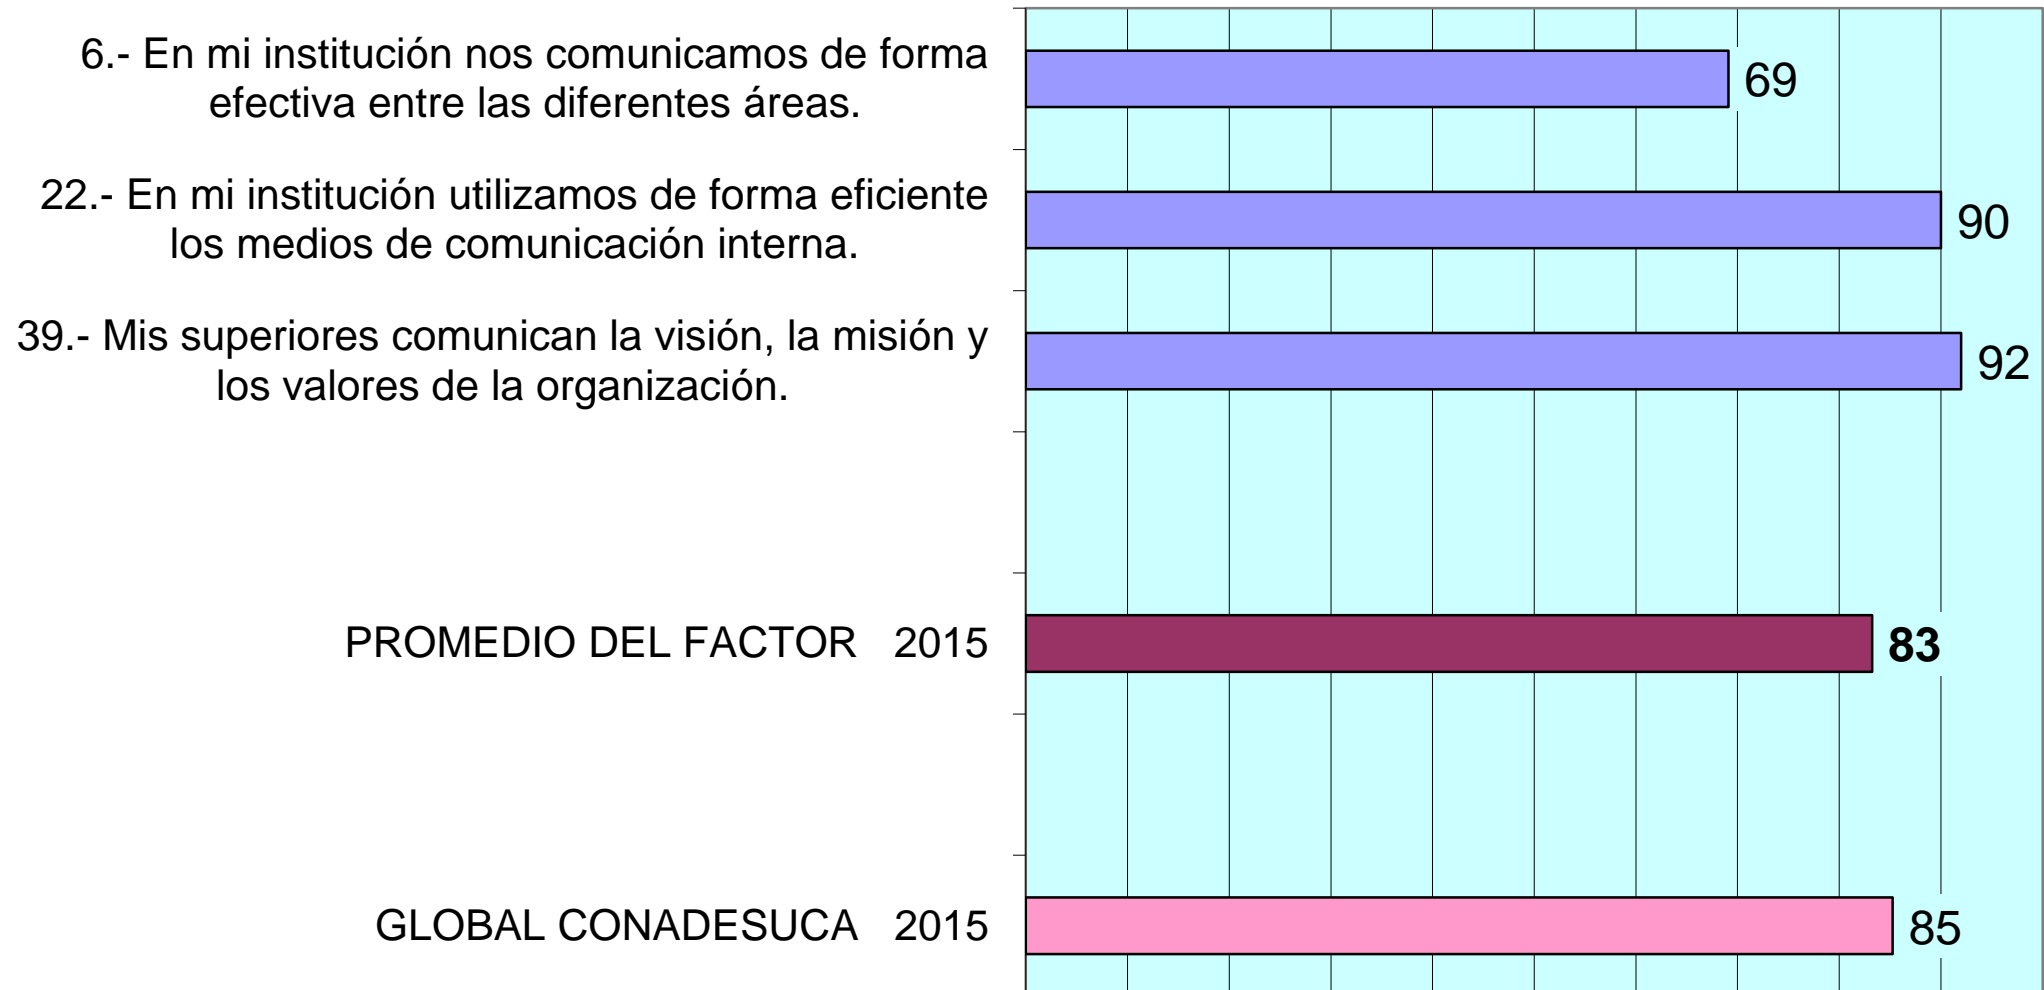 6.- En mi institución nos comunicamos de forma
efectiva entre las diferentes áreas.
69
22.- En mi institución utilizamos de forma eficiente
los medios de comunicación interna.
90
39.- Mis superiores comunican la visión, la misión y
los valores de la organización.
92
PROMEDIO DEL FACTOR 2015
83
GLOBAL CONADESUCA 2015
85